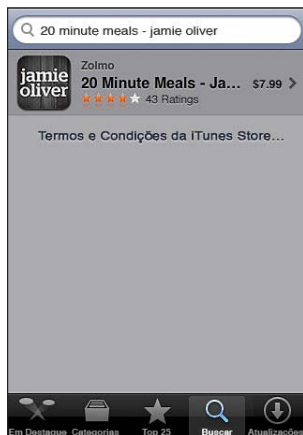 20 minute meals - jamie oliver
jamie
oliver
Zolmo
20 Minute Meals - Ja... $7.99
43 Ratings
Termos e Condições da iTunes Store...
Em Destaque Categorias Top 25 Buscar Atualizações